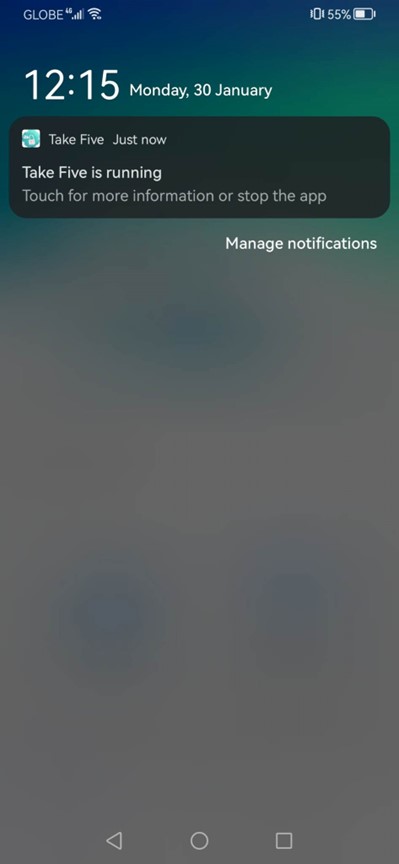 GLOBE 4G 55%
12:15 Monday, 30 January
Take Five Just now
Take Five is running
Touch for more information or stop the app
Manage notifications